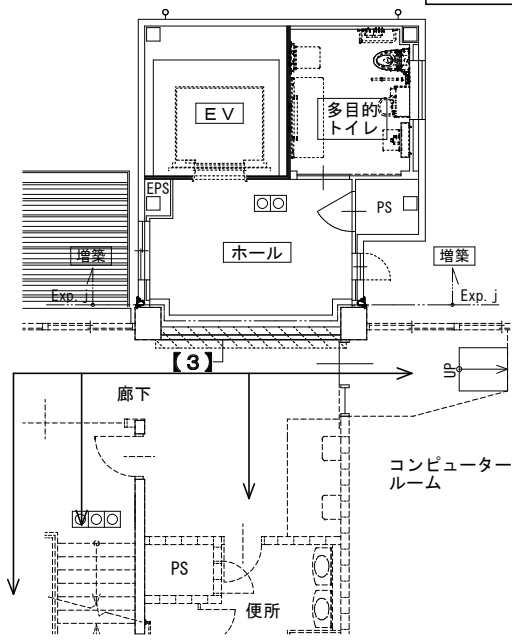 EV
多目的
トイレ
EPS
PS
ホール
増築
増築
Exp.j
Exp.j
【3】
UP
廊下
コンピューター
ルーム
PS
便所